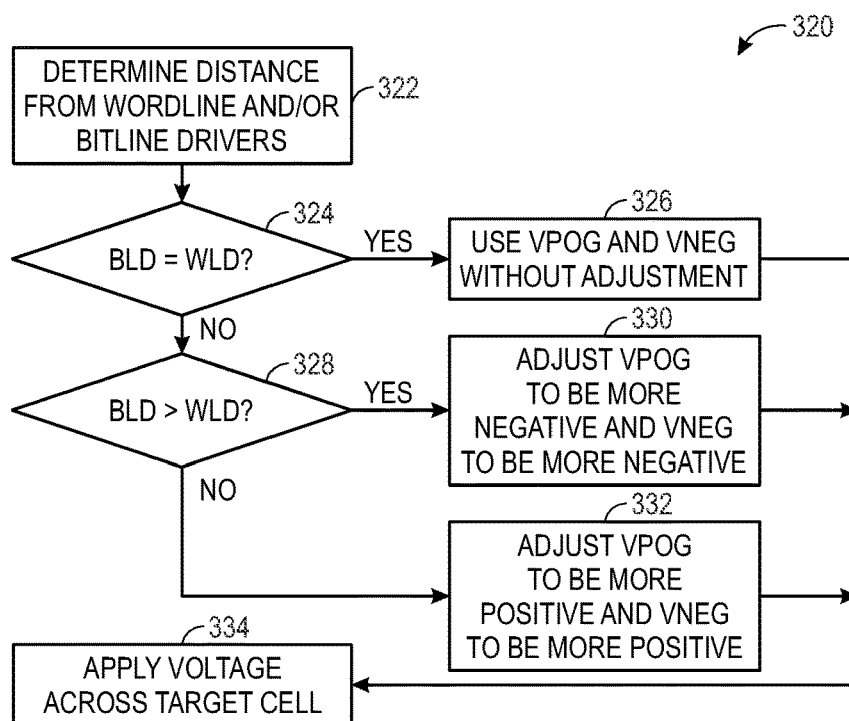 320
DETERMINE DISTANCE
FROM WORDLINE AND/OR
BITLINE DRIVERS
322
324
BLD = WLD?
YES
326
USE VPOG AND VNEG
WITHOUT ADJUSTMENT
NO
328
BLD > WLD?
YES
330
ADJUST VPOG
TO BE MORE
NEGATIVE AND VNEG
TO BE MORE NEGATIVE
NO
332
ADJUST VPOG
TO BE MORE
POSITIVE AND VNEG
TO BE MORE POSITIVE
334
APPLY VOLTAGE
ACROSS TARGET CELL